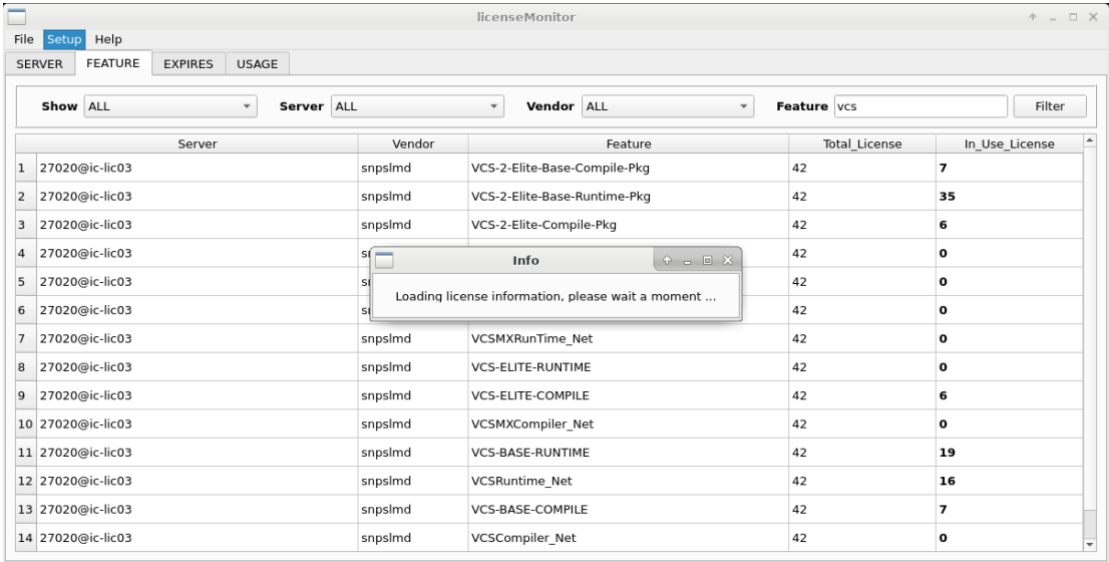 licenseMonitor
File Setup Help
SERVER FEATURE EXPIRES USAGE
Show ALL Server ALL Vendor ALL Feature vcs Filter
Server Vendor Feature Total_License In_Use_License
1 27020@ic-lic03 snpslmd VCS-2-Elite-Base-Compile-Pkg 42 7
2 27020@ic-lic03 snpslmd VCS-2-Elite-Base-Runtime-Pkg 42 35
3 27020@ic-lic03 snpslmd VCS-2-Elite-Compile-Pkg 42 6
4 27020@ic-lic03 42 0
Info
5 27020@ic-lic03 42 0
Loading license information, please wait a moment ...
6 27020@ic-lic03 42 0
7 27020@ic-lic03 snpslmd VCSMXRunTime_Net 42 0
8 27020@ic-lic03 snpslmd VCS-ELITE-RUNTIME 42 0
9 27020@ic-lic03 snpslmd VCS-ELITE-COMPILE 42 6
10 27020@ic-lic03 snpslmd VCSMXCompiler_Net 42 0
11 27020@ic-lic03 snpslmd VCS-BASE-RUNTIME 42 19
12 27020@ic-lic03 snpslmd VCSRuntime_Net 42 16
13 27020@ic-lic03 snpslmd VCS-BASE-COMPILE 42 7
14 27020@ic-lic03 snpslmd VCSCompiler_Net 42 0